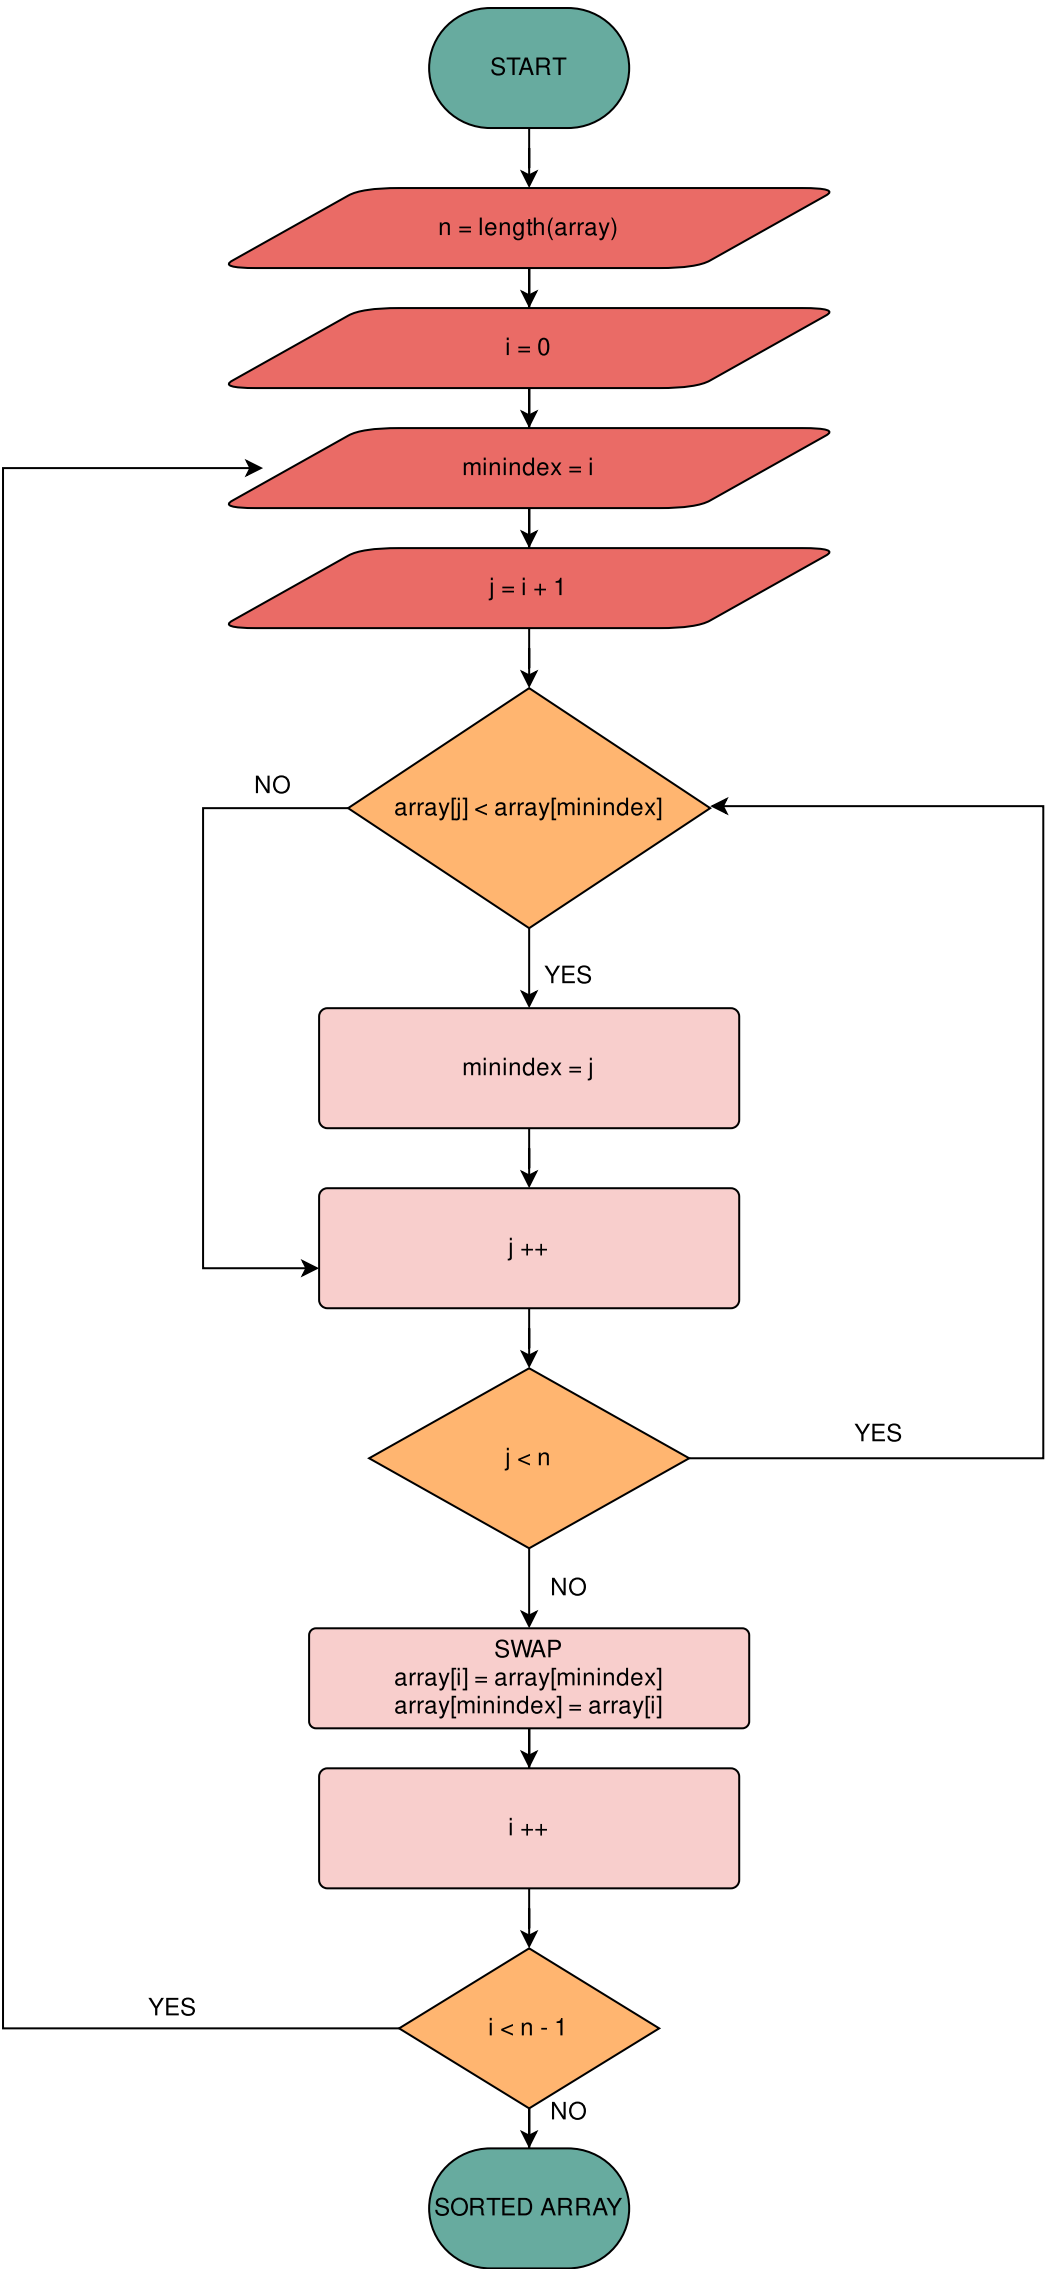 START
n = length(array)
i = 0
minindex = i
j = i + 1
array[j] < array[minindex]
NO
YES
minindex = j
j ++
j < n
YES
NO
SWAP
array[i] = array[minindex]
array[minindex] = array[i]
i ++
i < n - 1
YES
NO
SORTED ARRAY